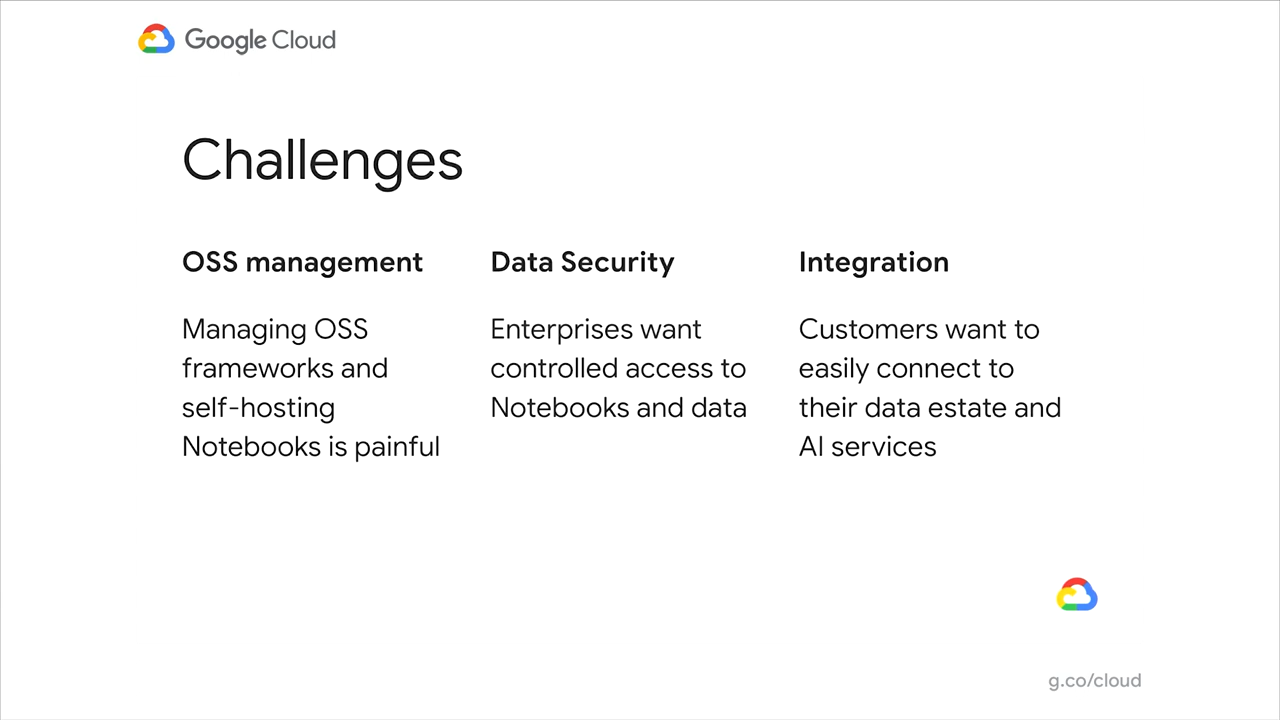 Google Cloud
Challenges
OSS management
Managing OSS
frameworks and
self-hosting
Notebooks is painful
Data Security
Enterprises want
controlled access to
Notebooks and data
Integration
Customers want to
easily connect to
their data estate and
AI services
g.co/cloud